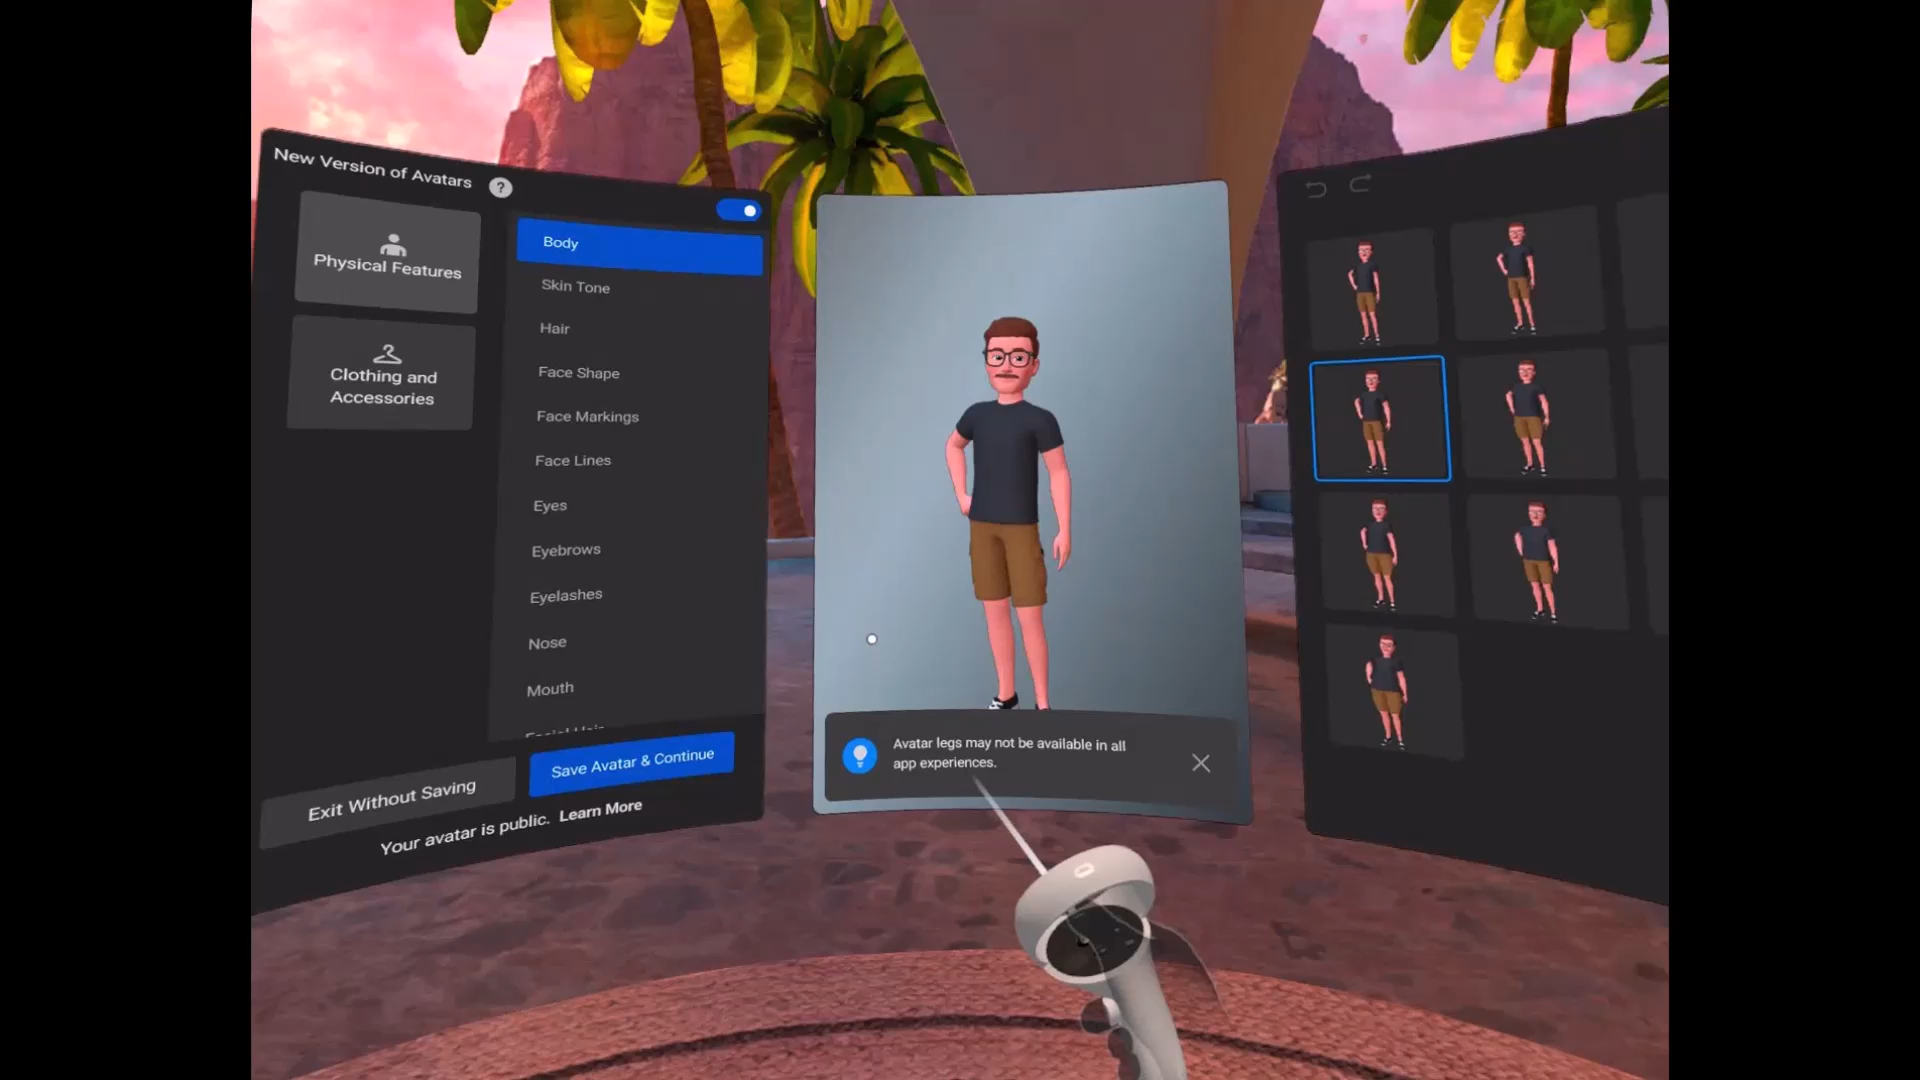 New Version of Avatars
?
Physical Features
Clothing and
Accessories
Body
Skin Tone
Hair
Face Shape
Face Markings
Face Lines
Eyes
Eyebrows
Eyelashes
Nose
Mouth
Exit Without Saving
Save Avatar & Continue
Your avatar is public. Learn More
Avatar legs may not be available in all
app experiences.